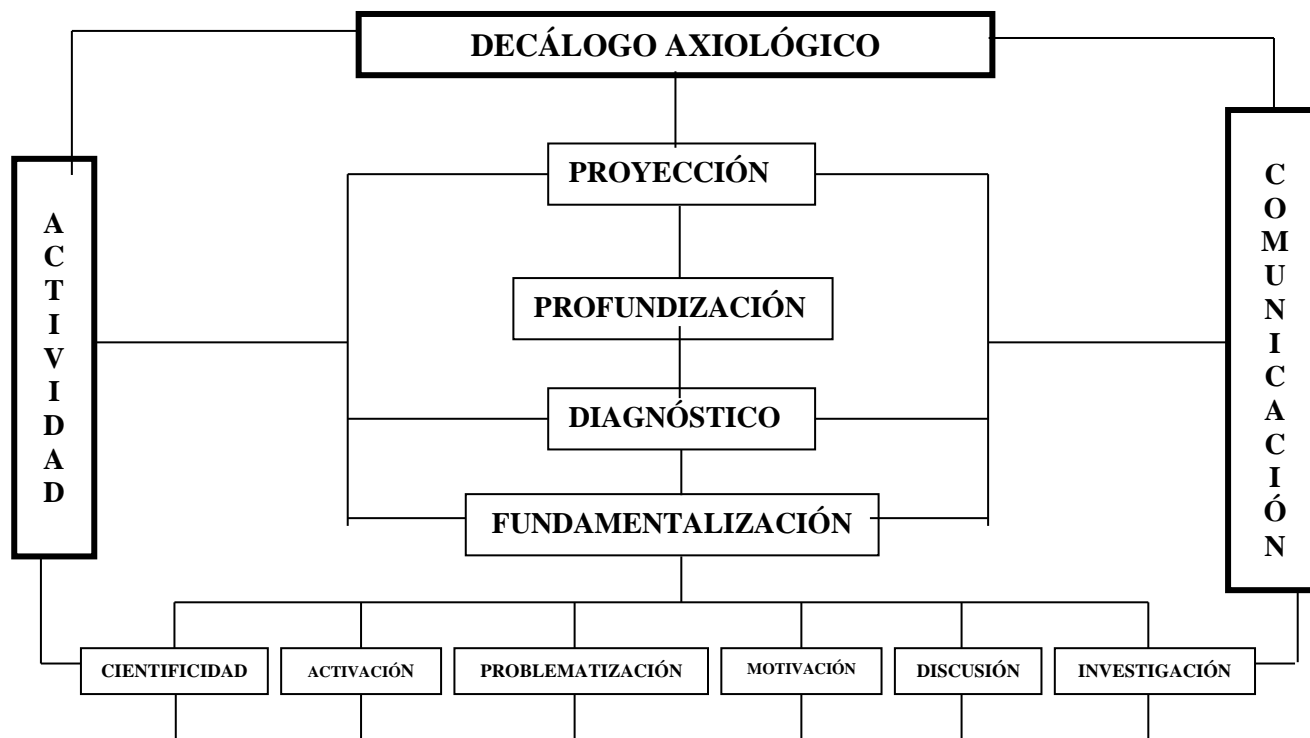 DECÁLOGO AXIOLÓGICO
PROYECCIÓN
PROFUNDIZACIÓN
DIAGNÓSTICO
FUNDAMENTALIZACIÓN
A
C
T
I
V
I
D
A
D
C
O
M
U
N
I
C
A
C
I
Ó
N
CIENTIFICIDAD
ACTIVACIÓN
PROBLEMATIZACIÓN
MOTIVACIÓN
DISCUSIÓN
INVESTIGACIÓN